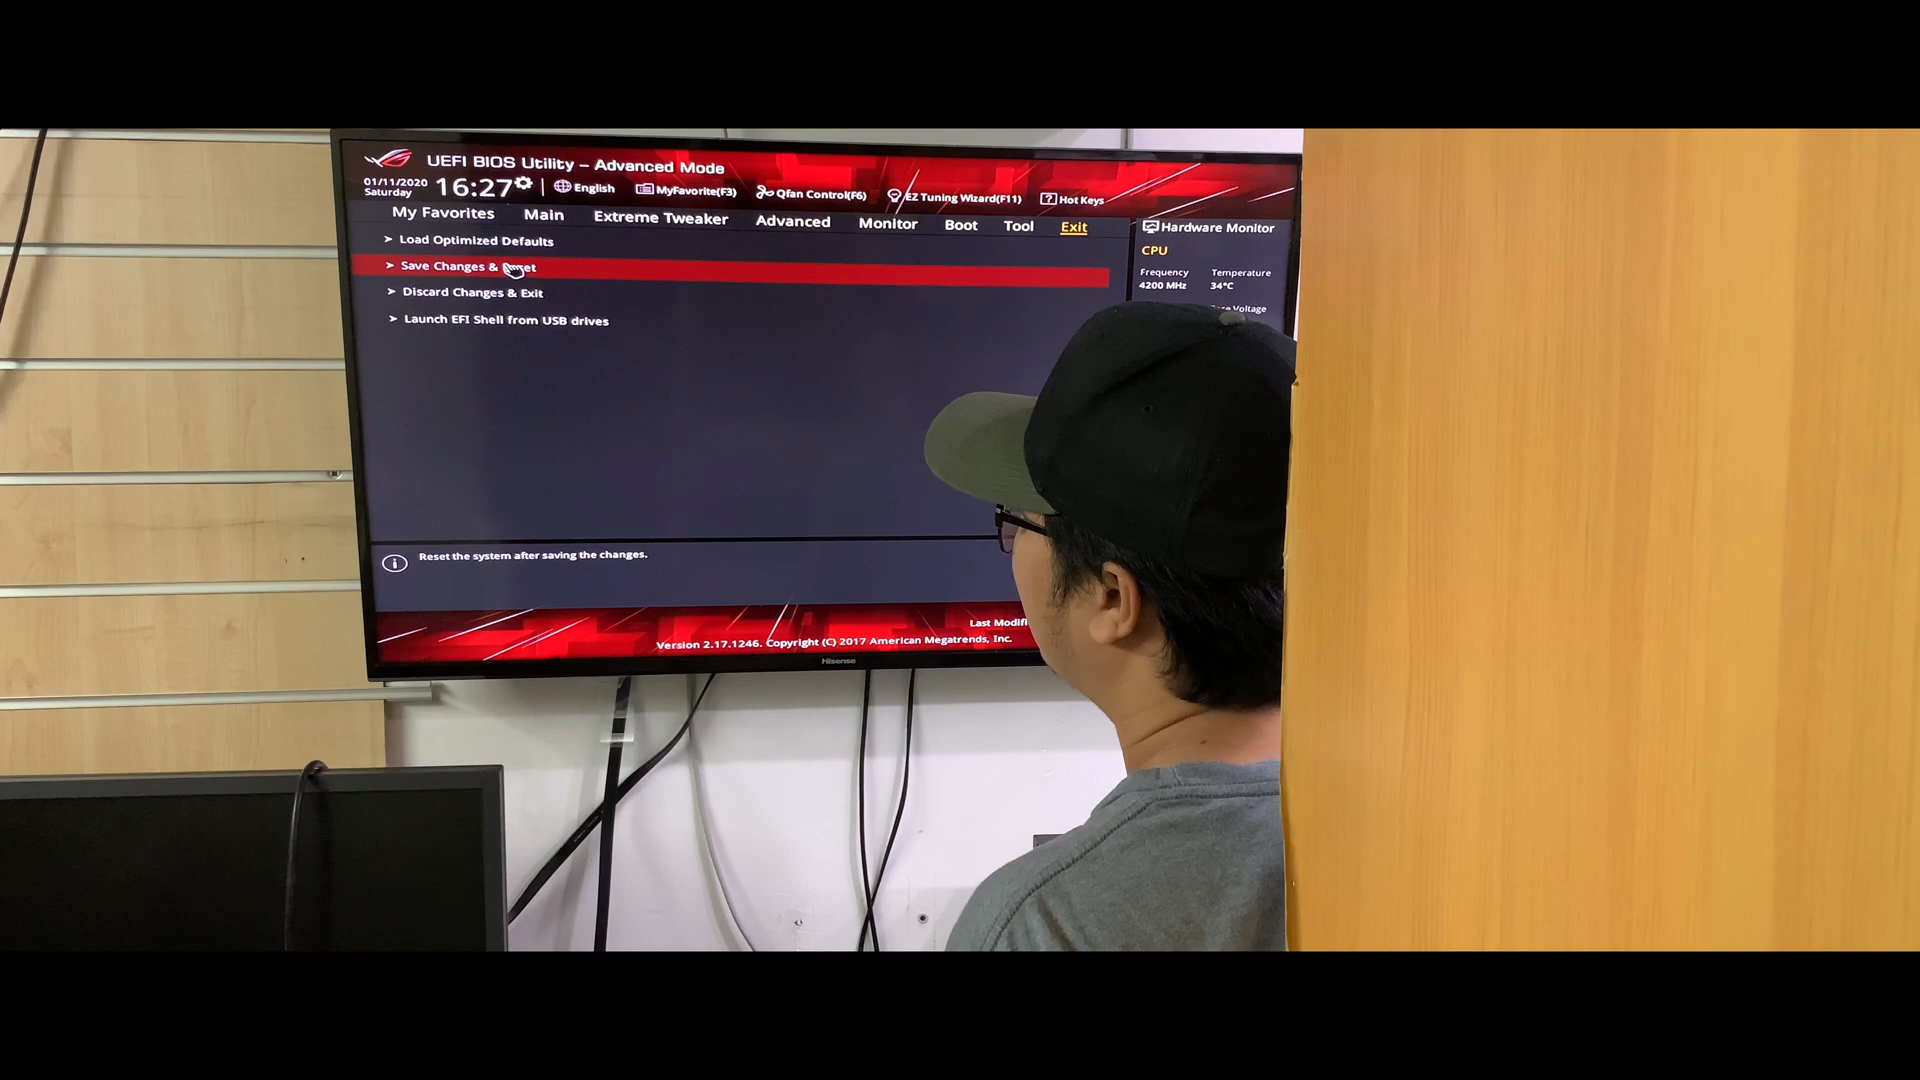 UEFI BIOS Utility – Advanced Mode
01/11/2020
Saturday
16:27
English
MyFavorite(F3)
Qfan Control(F6)
EZ Tuning Wizard(F11)
? Hot Keys
My Favorites Main Extreme Tweaker Advanced Monitor Boot Tool Exit
Hardware Monitor
> Load Optimized Defaults
> Save Changes &
> Discard Changes & Exit
> Launch EFI Shell from USB drives
CPU
Frequency Temperature
4200 MHz 34°C
Voltage
i Reset the system after saving the changes.
Last
Version 2.17.1246. Copyright (C) 2017 American Megatrends, Inc.
Hisense